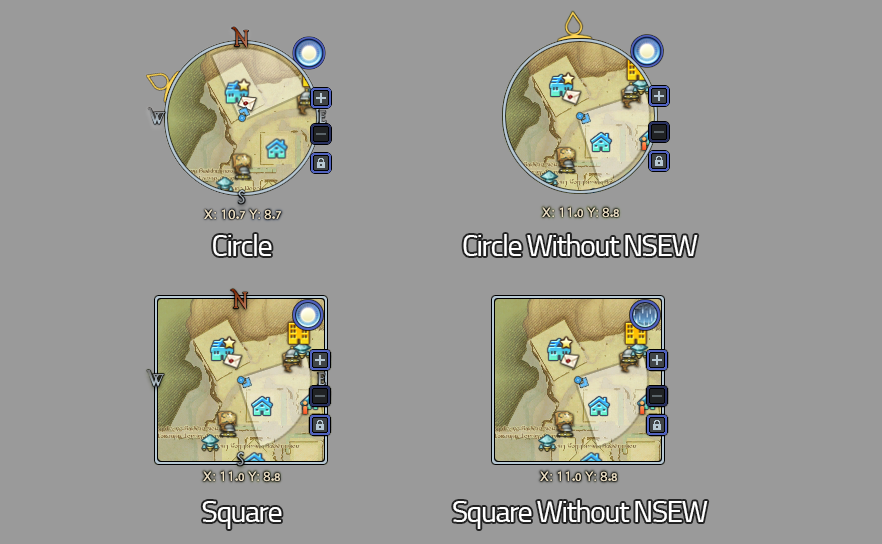 N
W
S
X: 10.7 Y: 8.7
Circle
X: 11.0 Y: 8.8
Circle Without NSEW
N
W
S
X: 11.0 Y: 8.8
Square
X: 11.0 Y: 8.8
Square Without NSEW